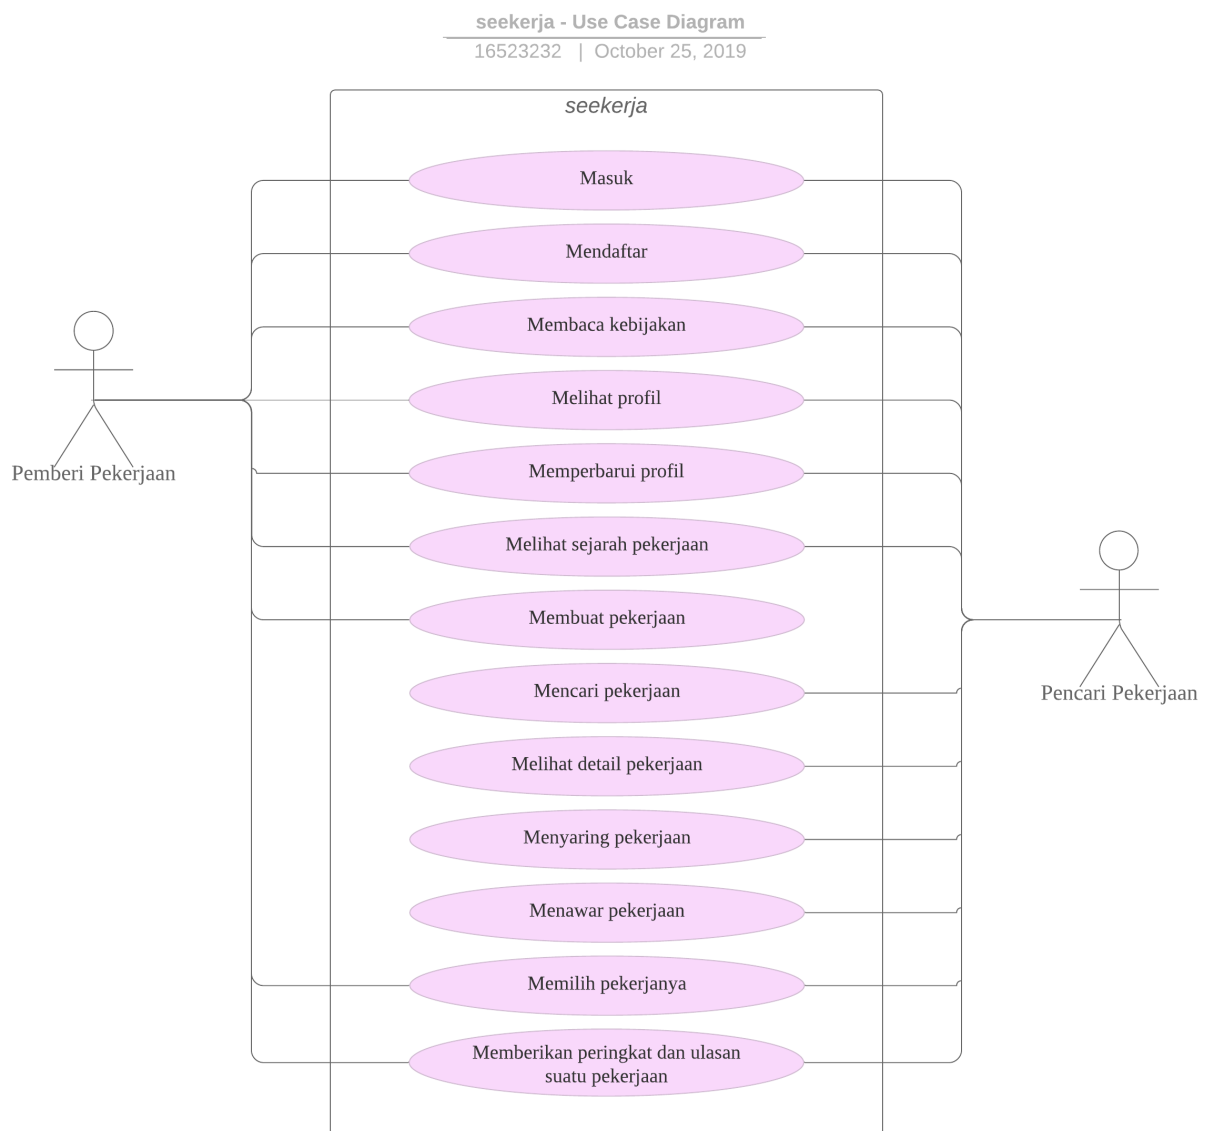 seekerja - Use Case Diagram
16523232 | October 25, 2019
seekerja
Masuk
Mendaftar
Membaca kebijakan
Melihat profil
Memperbarui profil
Pemberi Pekerjaan
Melihat sejarah pekerjaan
Membuat pekerjaan
Mencari pekerjaan
Pencari Pekerjaan
Melihat detail pekerjaan
Menyaring pekerjaan
Menawar pekerjaan
Memilih pekerjanya
Memberikan peringkat dan ulasan
suatu pekerjaan